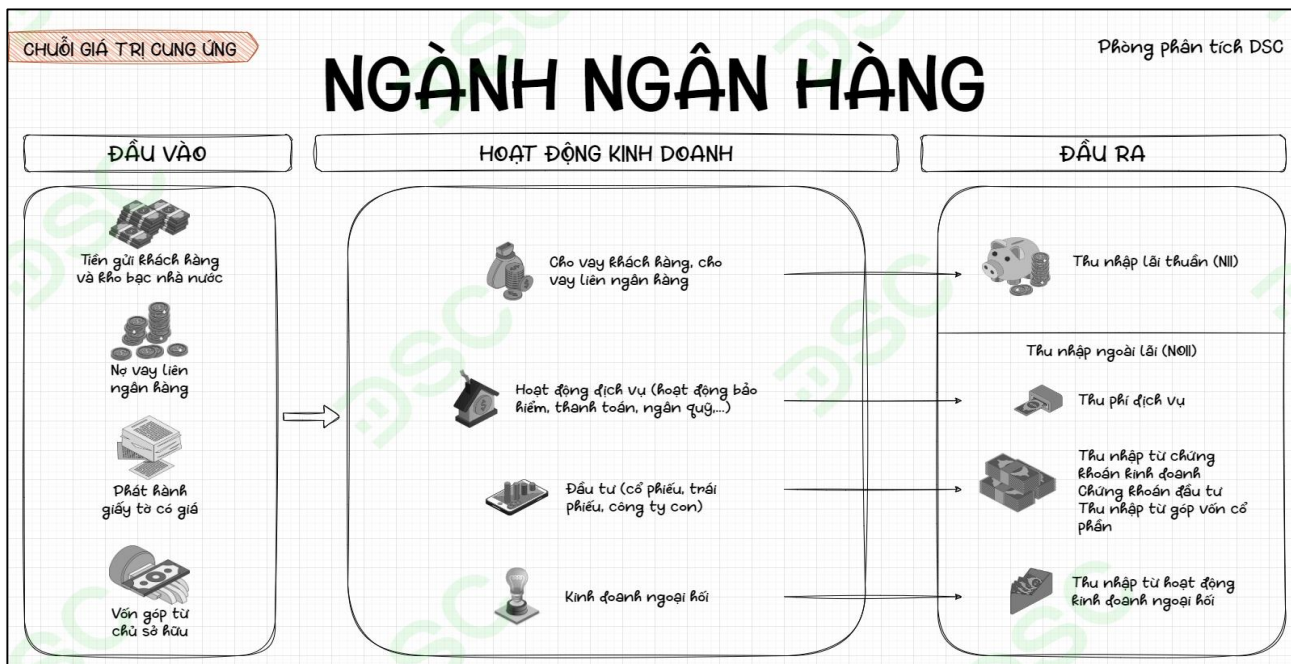 CHUỖI GIÁ TRỊ CUNG ỨNG
Phòng phân tích DSC
NGÀNH NGÂN HÀNG
ĐẦU VÀO
HOẠT ĐỘNG KINH DOANH
ĐẦU RA
Tiền gửi khách hàng
và kho bạc nhà nước
Nợ vay liên
ngân hàng
Phát hành
giấy tờ có giá
Vốn góp từ
chủ sở hữu
Cho vay khách hàng, cho
vay liên ngân hàng
Hoạt động dịch vụ (hoạt động bảo
hiểm, thanh toán, ngân quỹ,...)
Đầu tư (cổ phiếu, trái
phiếu, công ty con)
Kinh doanh ngoại hối
Thu nhập lãi thuần (NII)
Thu nhập ngoài lãi (NOII)
Thu phí dịch vụ
Thu nhập từ chứng
khoán kinh doanh
Chứng khoán đầu tư
Thu nhập từ góp vốn cổ
phần
Thu nhập từ hoạt động
kinh doanh ngoại hối
DSC
DSC
DSC
DSC
DSC
DSC